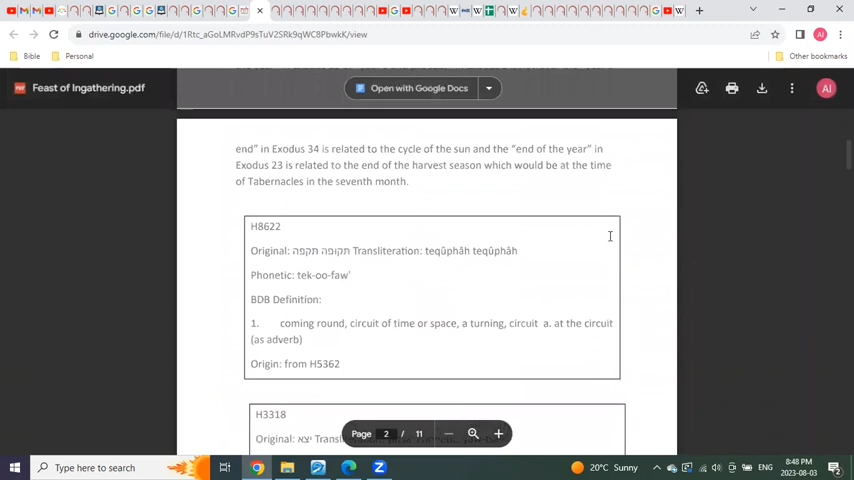 drive.google.com/file/d/1Rtc_aGoLMRvdP9sTuV2SRk9qWC8PbwkK/view
Bible
Personal
Other bookmarks
Feast of Ingathering.pdf
Open with Google Docs
AI
end" in Exodus 34 is related to the cycle of the sun and the "end of the year" in
Exodus 23 is related to the end of the harvest season which would be at the time
of Tabernacles in the seventh month.
H8622
Original: תקופה תקפה Transliteration: teqûphâh teqûphâh
Phonetic: tek-oo-faw'
BDB Definition:
1. coming round, circuit of time or space, a turning, circuit a. at the circuit
(as adverb)
Origin: from H5362
H3318
Page 2 / 11
Original: יצא
Type here to search
20°C Sunny
ENG
8:48 PM
2023-08-03
2